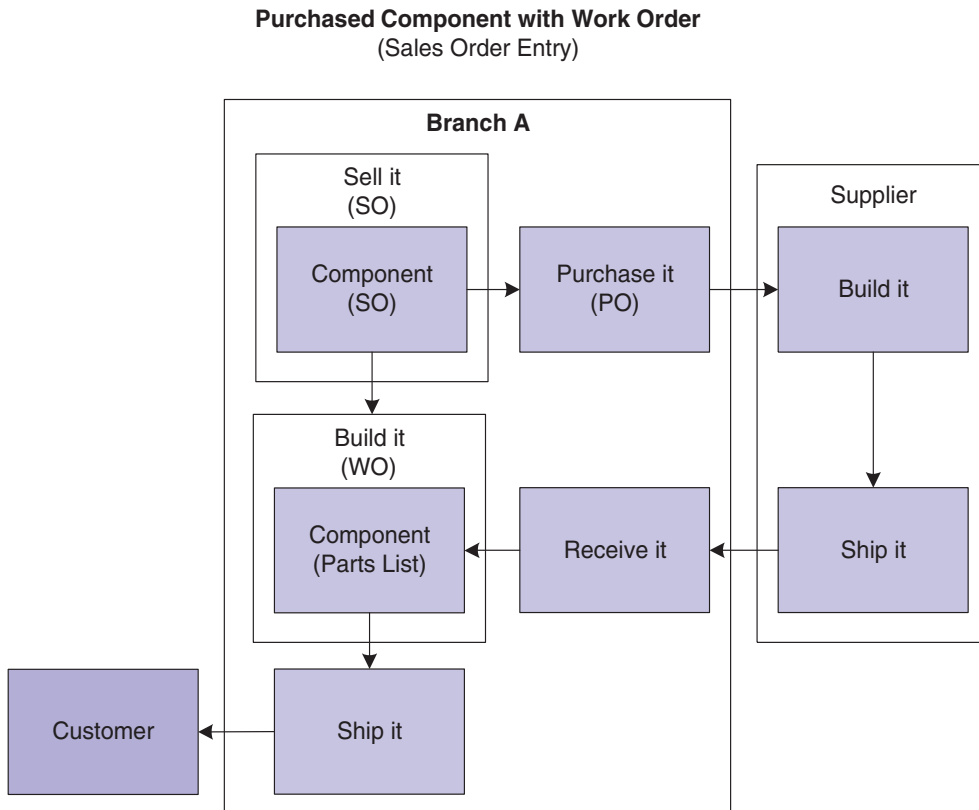 Purchased Component with Work Order
(Sales Order Entry)
Branch A
Sell it
(SO)
Component
(SO)
Purchase it
(PO)
Supplier
Build it
Build it
(WO)
Component
(Parts List)
Receive it
Ship it
Customer
Ship it